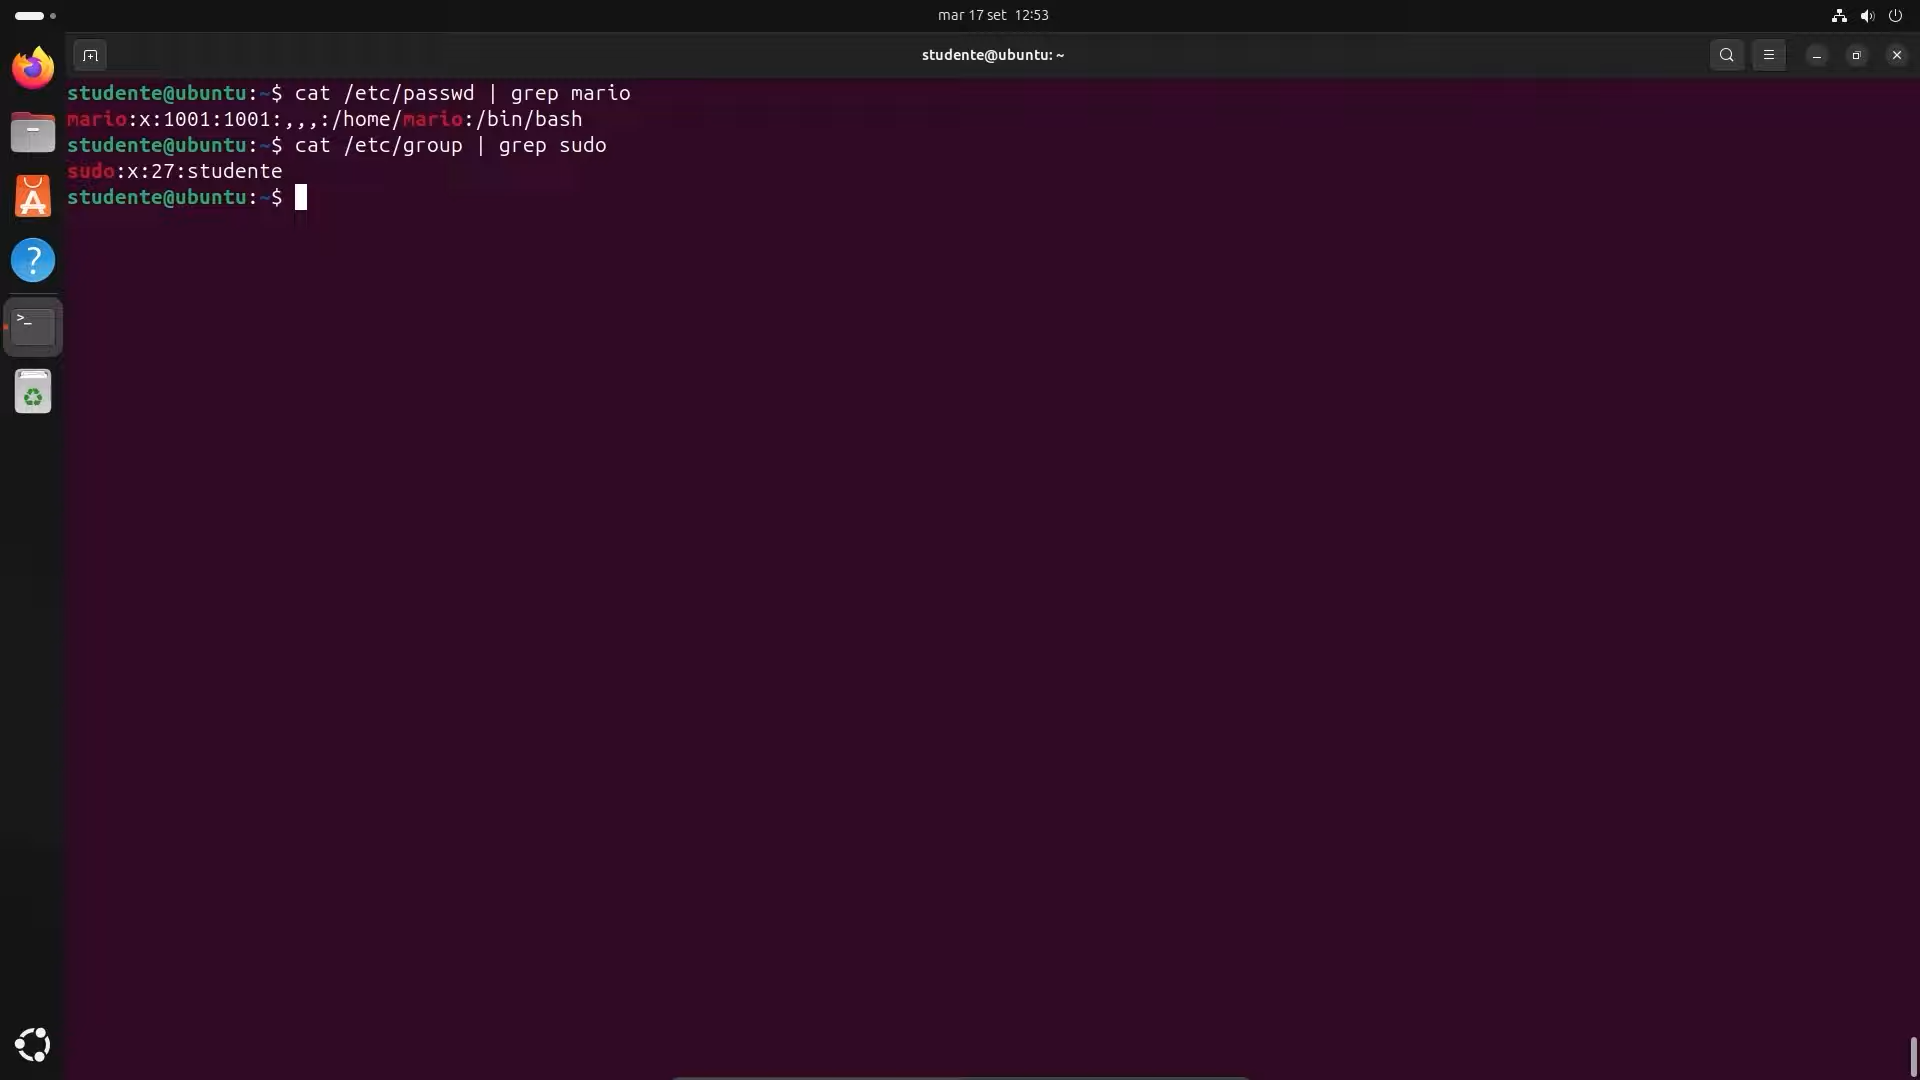 mar 17 set 12:53
studente@ubuntu: ~
studente@ubuntu:~$ cat /etc/passwd | grep mario
mario:x:1001:1001:,,,:/home/mario:/bin/bash
studente@ubuntu:~$ cat /etc/group | grep sudo
sudo:x:27:studente
studente@ubuntu:~$